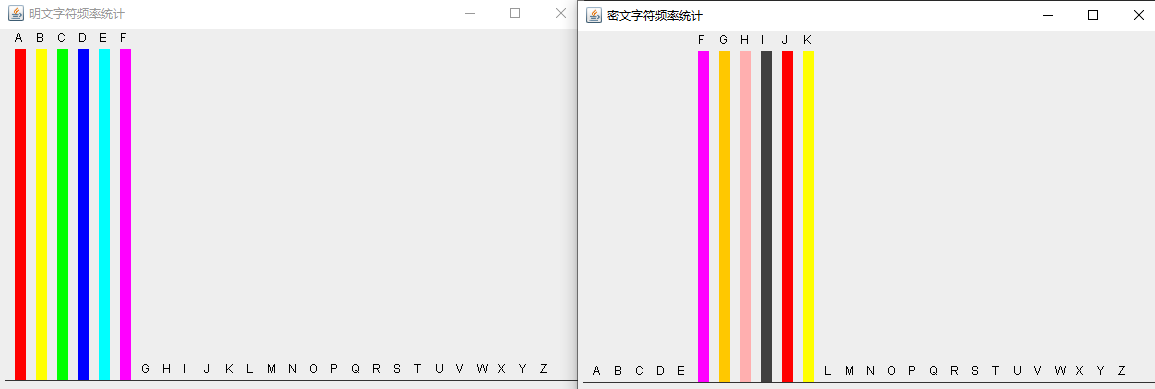 明文字符频率统计
A B C D E F
G H I J K L M N O P Q R S T U V W X Y Z
密文字符频率统计
F G H I J K
A B C D E
L M N O P Q R S T U V W X Y Z